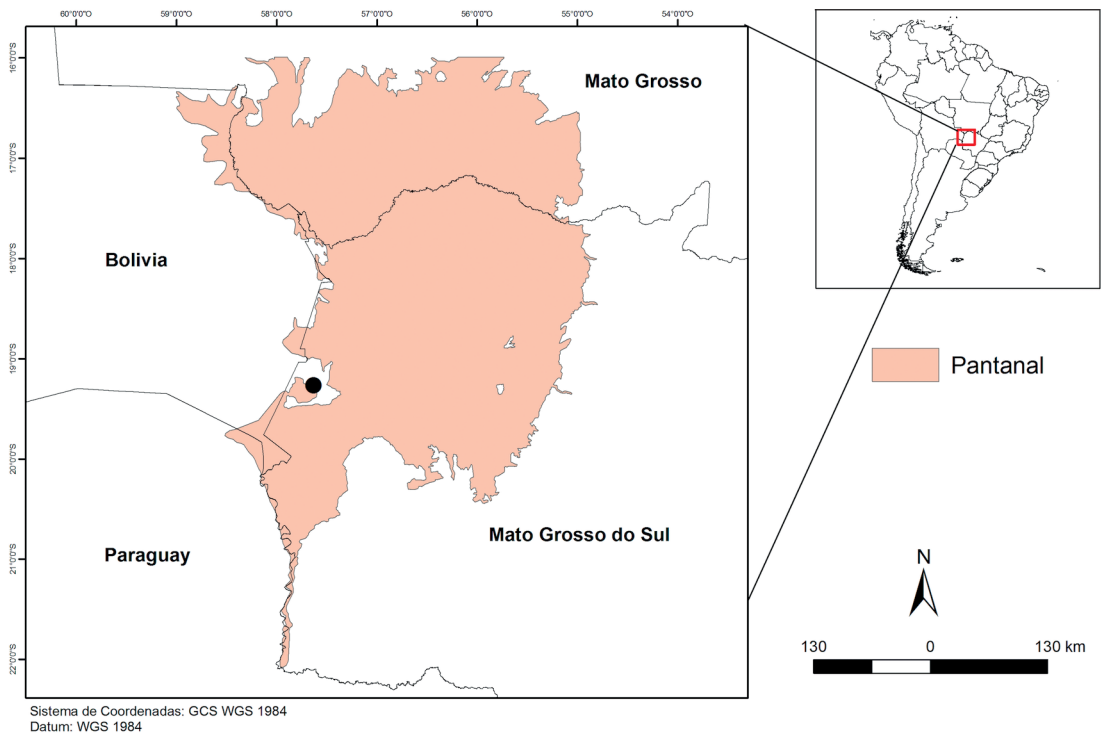 60°0'0"O 59°0'0"O 58°0'0"O 57°0'0"O 56°0'0"O 55°0'0"O 54°0'0"O
16°0'0"S
17°0'0"S
18°0'0"S
19°0'0"S
20°0'0"S
21°0'0"S
22°0'0"S
Mato Grosso
Bolivia
Mato Grosso do Sul
Paraguay
Pantanal
N
130 0 130 km
Sistema de Coordenadas: GCS WGS 1984
Datum: WGS 1984